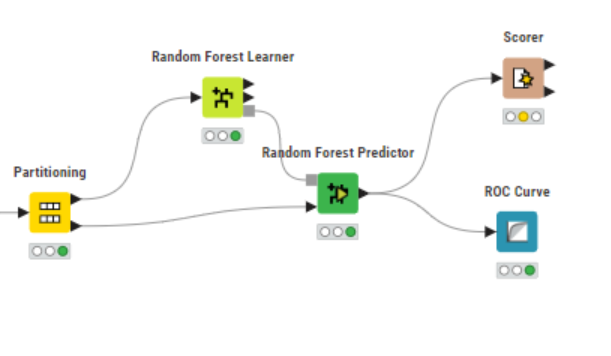 Scorer
Random Forest Learner
Random Forest Predictor
Partitioning
ROC Curve